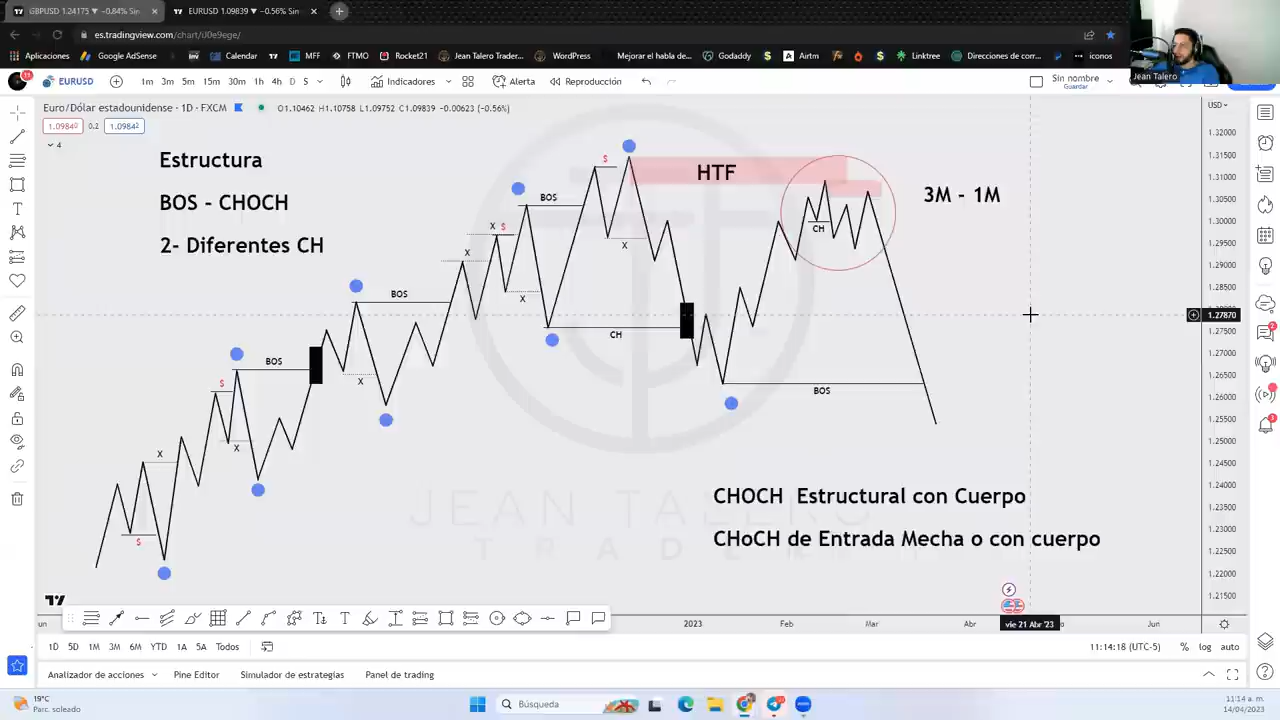 GBPUSD 1.24175 ▼ −0.84% Sin
EURUSD 1.09839 ▼ −0.56% Sin
es.tradingview.com/chart/
Aplicaciones
Google AdSense
Calendar
MFF
FTMO
Rocket21
Jean Talero Trader...
WordPress
Mejorar el habla de...
Godaddy
Airtm
Linktree
Direcciones de corr...
iconos
Jean Talero
11
EURUSD
1m 3m 5m 15m 30m 1h 4h D S
Indicadores
Alerta
Reproducción
Sin nombre
Guardar
Euro/Dólar estadounidense · 1D · FXCM
O1.10462 H1.10758 L1.09752 C1.09839 −0.00623 (−0.56%)
USD
1.09840 0.2 1.09842
4
Estructura
BOS - CHOCH
2- Diferentes CH
HTF
3M - 1M
$
BOS
X $
X
X
CH
X
BOS
X
CH
BOS
X
$
X
BOS
X
$
CHOCH Estructural con Cuerpo
CHoCH de Entrada Mecha o con cuerpo
JEAN TALERO
TRADER
1.32000
1.31500
1.31000
1.30500
1.30000
1.29500
1.29000
1.28500
1.27870
1.27500
1.27000
1.26500
1.26000
1.25500
1.25000
1.24500
1.24000
1.23500
1.23000
1.22500
1.22000
1.21500
un
2023
Feb
Mar
Abr
vie 21 Abr '23
Jun
1D 5D 1M 3M 6M YTD 1A 5A Todos
11:14:18 (UTC-5)
% log auto
Analizador de acciones
Pine Editor
Simulador de estrategias
Panel de trading
19°C
Parc. soleado
Búsqueda
11:14 a. m.
14/04/2023